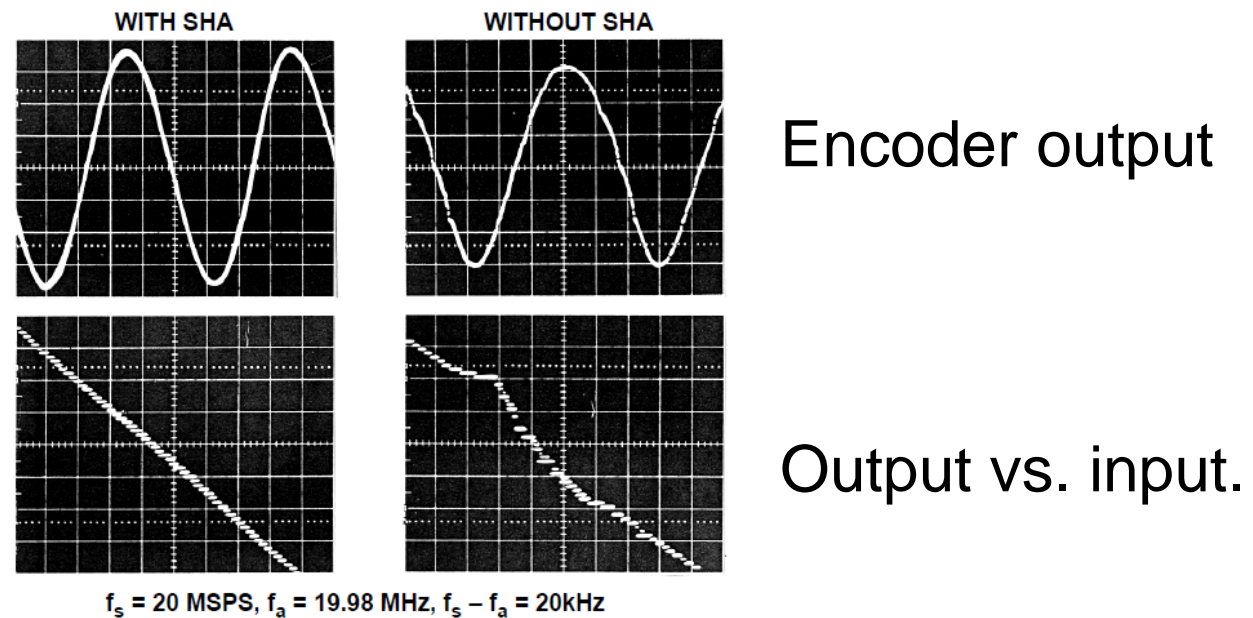 WITH SHA
WITHOUT SHA
Encoder output
Output vs. input.
fₛ = 20 MSPS, fₐ = 19.98 MHz, fₛ – fₐ = 20kHz